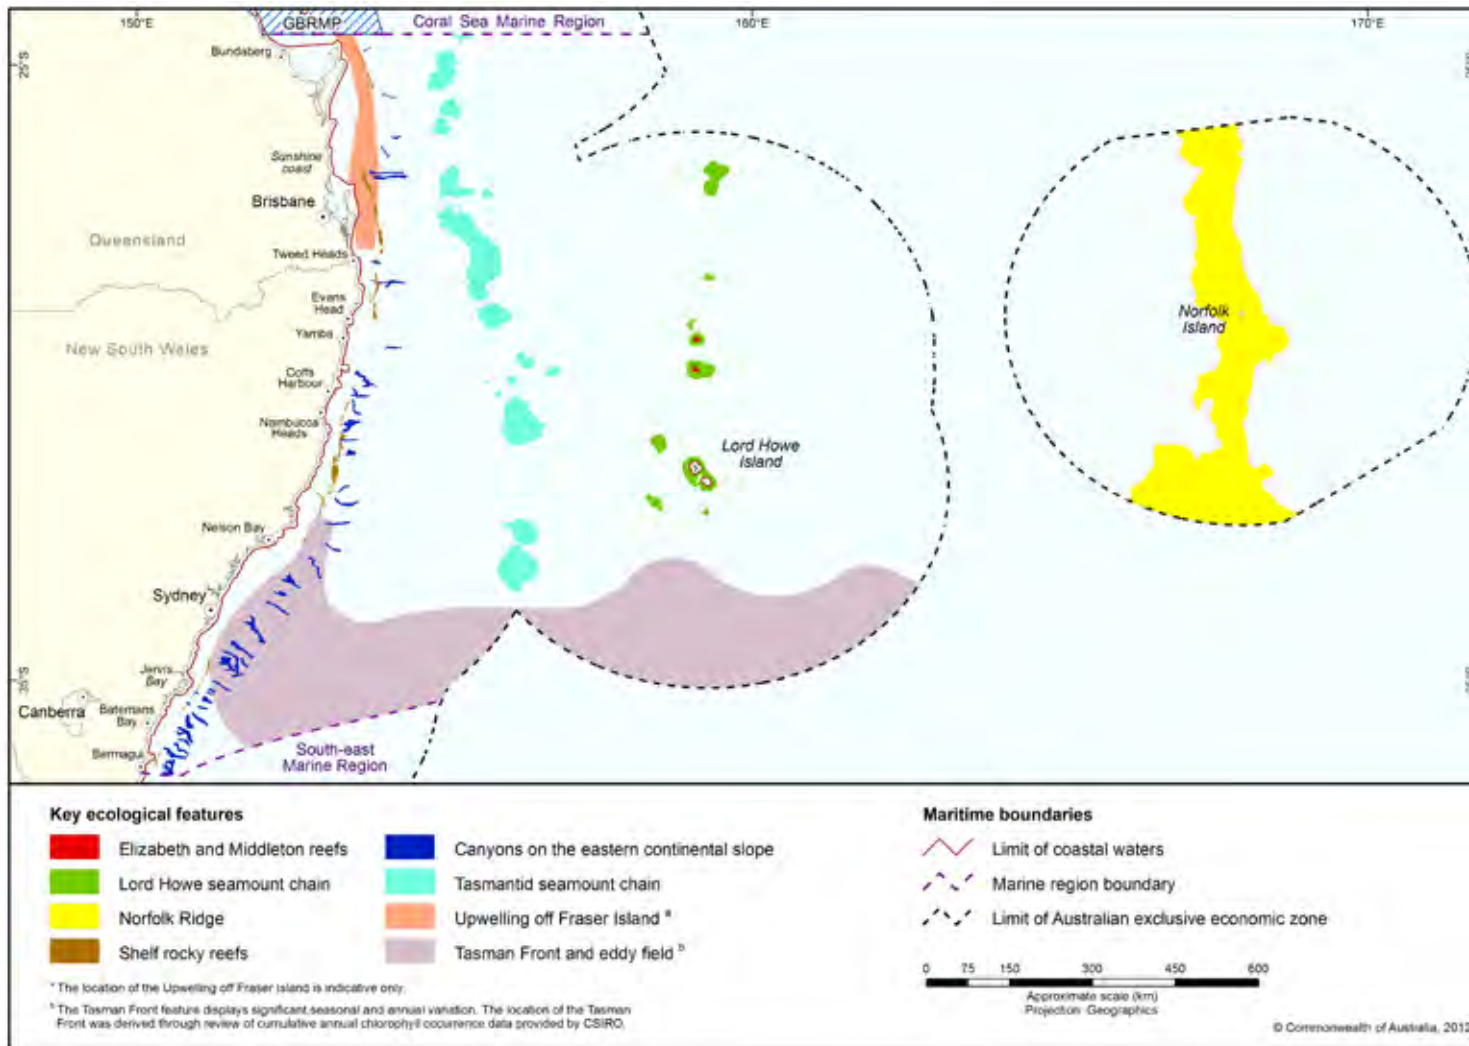 150°E
160°E
170°E
GBRMP
Coral Sea Marine Region
Bundaberg
25°S
Sunshine
coast
Brisbane
Queensland
Tweed Heads
Evans
Head
Norfolk
Island
Yamba
New South Wales
Coffs
Harbour
Nambucca
Heads
Lord Howe
Island
Nelson Bay
Sydney
Jervis
Bay
35°S
Canberra
Batemans
Bay
Bermagui
South-east
Marine Region
Key ecological features
Elizabeth and Middleton reefs
Lord Howe seamount chain
Norfolk Ridge
Shelf rocky reefs
Canyons on the eastern continental slope
Tasmantid seamount chain
Upwelling off Fraser Island a
Tasman Front and eddy field b
Maritime boundaries
Limit of coastal waters
Marine region boundary
Limit of Australian exclusive economic zone
0 75 150 300 450 600
Approximate scale (km)
Projection Geographics
a The location of the Upwelling off Fraser Island is indicative only.
b The Tasman Front feature displays significant seasonal and annual variation. The location of the Tasman
Front was derived through review of cumulative annual chlorophyll occurrence data provided by CSIRO.
© Commonwealth of Australia, 2012